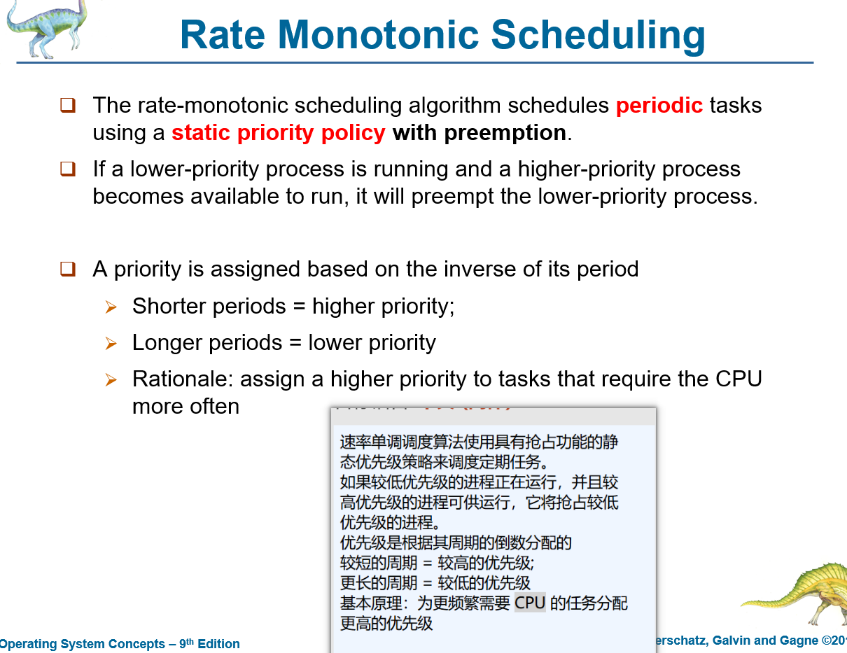 Rate Monotonic Scheduling
The rate-monotonic scheduling algorithm schedules periodic tasks
using a static priority policy with preemption.
If a lower-priority process is running and a higher-priority process
becomes available to run, it will preempt the lower-priority process.
A priority is assigned based on the inverse of its period
Shorter periods = higher priority;
Longer periods = lower priority
Rationale: assign a higher priority to tasks that require the CPU
more often
速率单调调度算法使用具有抢占功能的静
态优先级策略来调度定期任务。
如果较低优先级的进程正在运行，并且较
高优先级的进程可供运行，它将抢占较低
优先级的进程。
优先级是根据其周期的倒数分配的
较短的周期 = 较高的优先级;
更长的周期 = 较低的优先级
基本原理：为更频繁需要 CPU 的任务分配
更高的优先级
Operating System Concepts – 9th Edition
Galvin and Gagne